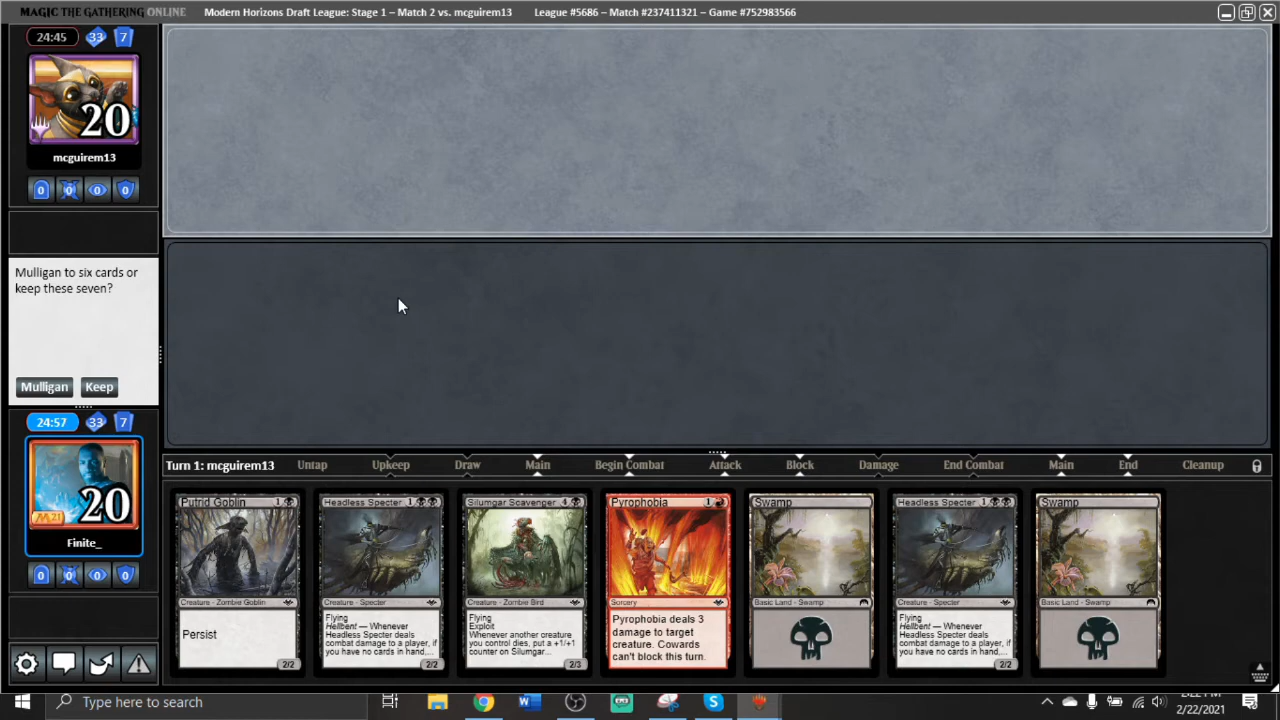 MAGIC THE GATHERING ONLINE Modern Horizons Draft League: Stage 1 – Match 2 vs. mcguirem13 League #5686 – Match #237411321 – Game #752983566
24:45 33 7
20
mcguirem13
0 0 0 0
Mulligan to six cards or
keep these seven?
Mulligan Keep
24:57 33 7
M21 20
Finite_
0 0 0 0
Turn 1: mcguirem13 Untap Upkeep Draw Main Begin Combat Attack Block Damage End Combat Main End Cleanup
Putrid Goblin 1
Creature - Zombie Goblin
Persist
2/2
Headless Specter 1
Creature - Specter
Flying
Hellbent — Whenever
Headless Specter deals
combat damage to a player, if
you have no cards in hand,...
2/2
Silumgar Scavenger 4
Creature - Zombie Bird
Flying
Exploit
Whenever another creature
you control dies, put a +1/+1
counter on Silumgar...
2/3
Pyrophobia 1
Sorcery
Pyrophobia deals 3
damage to target
creature. Cowards
can't block this turn.
Swamp
Basic Land - Swamp
Headless Specter 1
Creature - Specter
Flying
Hellbent — Whenever
Headless Specter deals
combat damage to a player, if
you have no cards in hand,...
2/2
Swamp
Basic Land - Swamp
Type here to search
2/22/2021